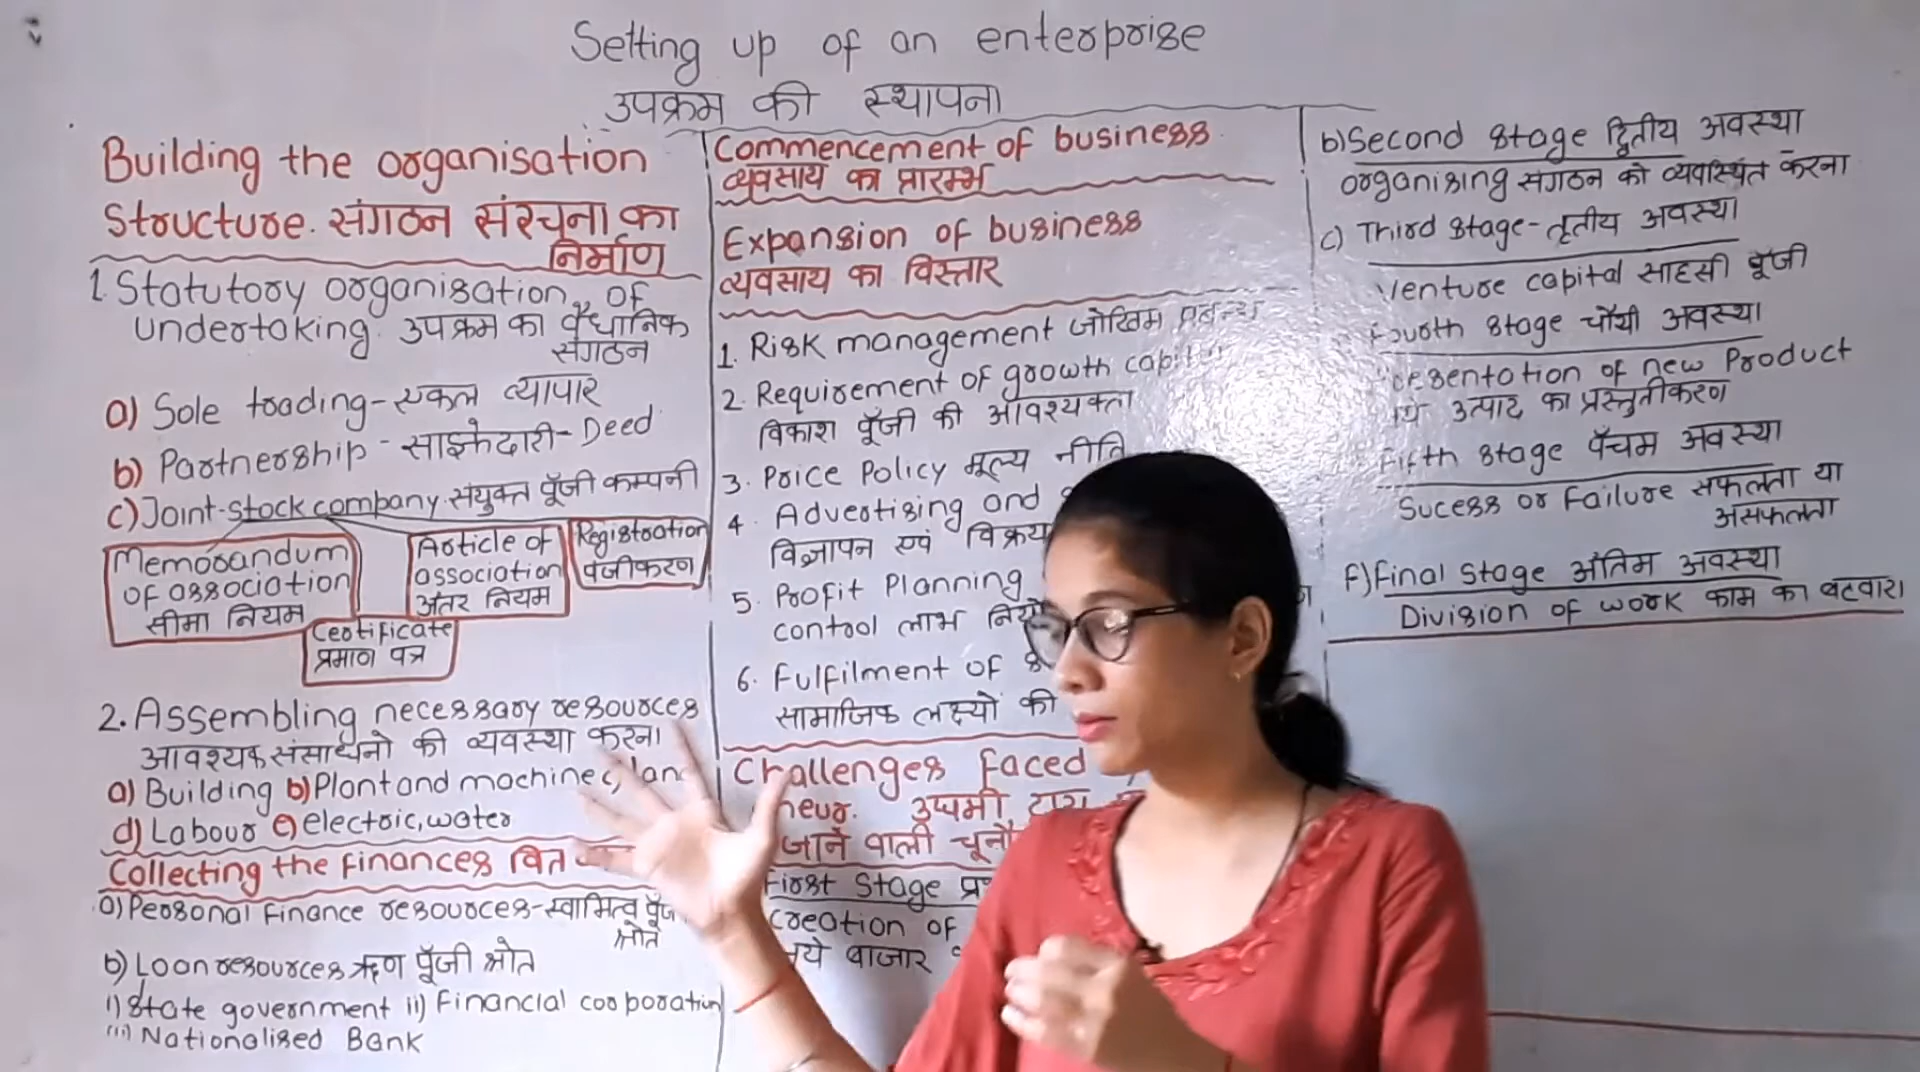 Setting up of an enterprise
उपक्रम की स्थापना
Building the organisation
Structure. संगठन संरचना का
निर्माण
1. Statutory organisation of
undertaking. उपक्रम का वैधानिक
संगठन
a) Sole trading - एकल व्यापार
b) Partnership - साझेदारी - Deed
c) Joint-stock company. संयुक्त पूँजी कम्पनी
Memorandum
of association
सीमा नियम
Article of
association
अंतर नियम
Registration
पंजीकरण
Certificate
प्रमाण पत्र
2. Assembling necessary resources
आवश्यक संसाधनो की व्यवस्था करना
a) Building b) Plant and machine c, lan
d) Labour e) electric, water
Collecting the finances वित
a) Personal Finance resources - स्वामित्व
श्रोत
b) Loan resources ऋण पूँजी श्रोत
i) State government ii) Financial corporation
iii) Nationalised Bank
Commencement of business
व्यवसाय का प्रारम्भ
Expansion of business
व्यवसाय का विस्तार
1. Risk management जोखिम
2. Requirement of growth
विकाश पूँजी की आवश्यकता
3. Price Policy मूल्य नीति
4. Advertising and
विज्ञापन एवं विक्रय
5. Profit Planning
control लाभ
6. Fulfilment of
सामाजिक लक्ष्यों की
Challenges faced
neur. उद्यमी द्वारा
जाने वाली
First Stage
creation of
नये बाजार
b) Second stage द्वितीय अवस्था
organising संगठन को व्यवस्थित करना
c) Third stage - तृतीय अवस्था
Venture capital साहसी पूँजी
Fourth stage चौथी अवस्था
esentation of new Product
उत्पाद का प्रस्तुतीकरण
Fifth stage पँचम अवस्था
Sucess or Failure सफलता या
असफलता
F) Final Stage अंतिम अवस्था
Division of work काम का बटवारा